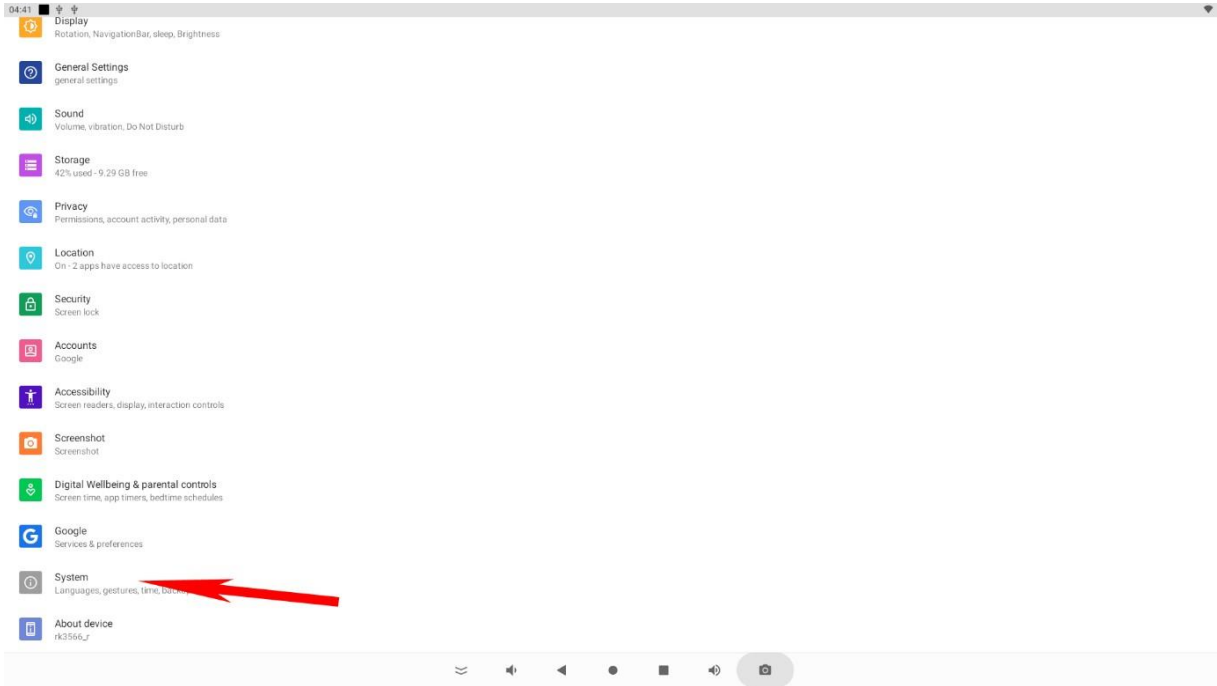 04:41
Display
Rotation, NavigationBar, sleep, Brightness
General Settings
general settings
Sound
Volume, vibration, Do Not Disturb
Storage
42% used - 9.29 GB free
Privacy
Permissions, account activity, personal data
Location
On - 2 apps have access to location
Security
Screen lock
Accounts
Google
Accessibility
Screen readers, display, interaction controls
Screenshot
Screenshot
Digital Wellbeing & parental controls
Screen time, app timers, bedtime schedules
Google
Services & preferences
System
Languages, gestures, time,
About device
rk3566_r